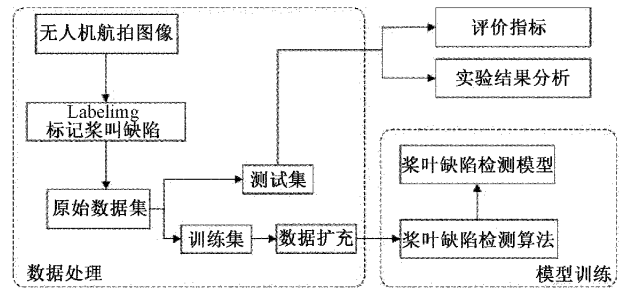 无人机航拍图像
评价指标
实验结果分析
Labelimg
标记桨叫缺陷
测试集
桨叶缺陷检测模型
原始数据集
训练集
数据扩充
桨叶缺陷检测算法
数据处理
模型训练